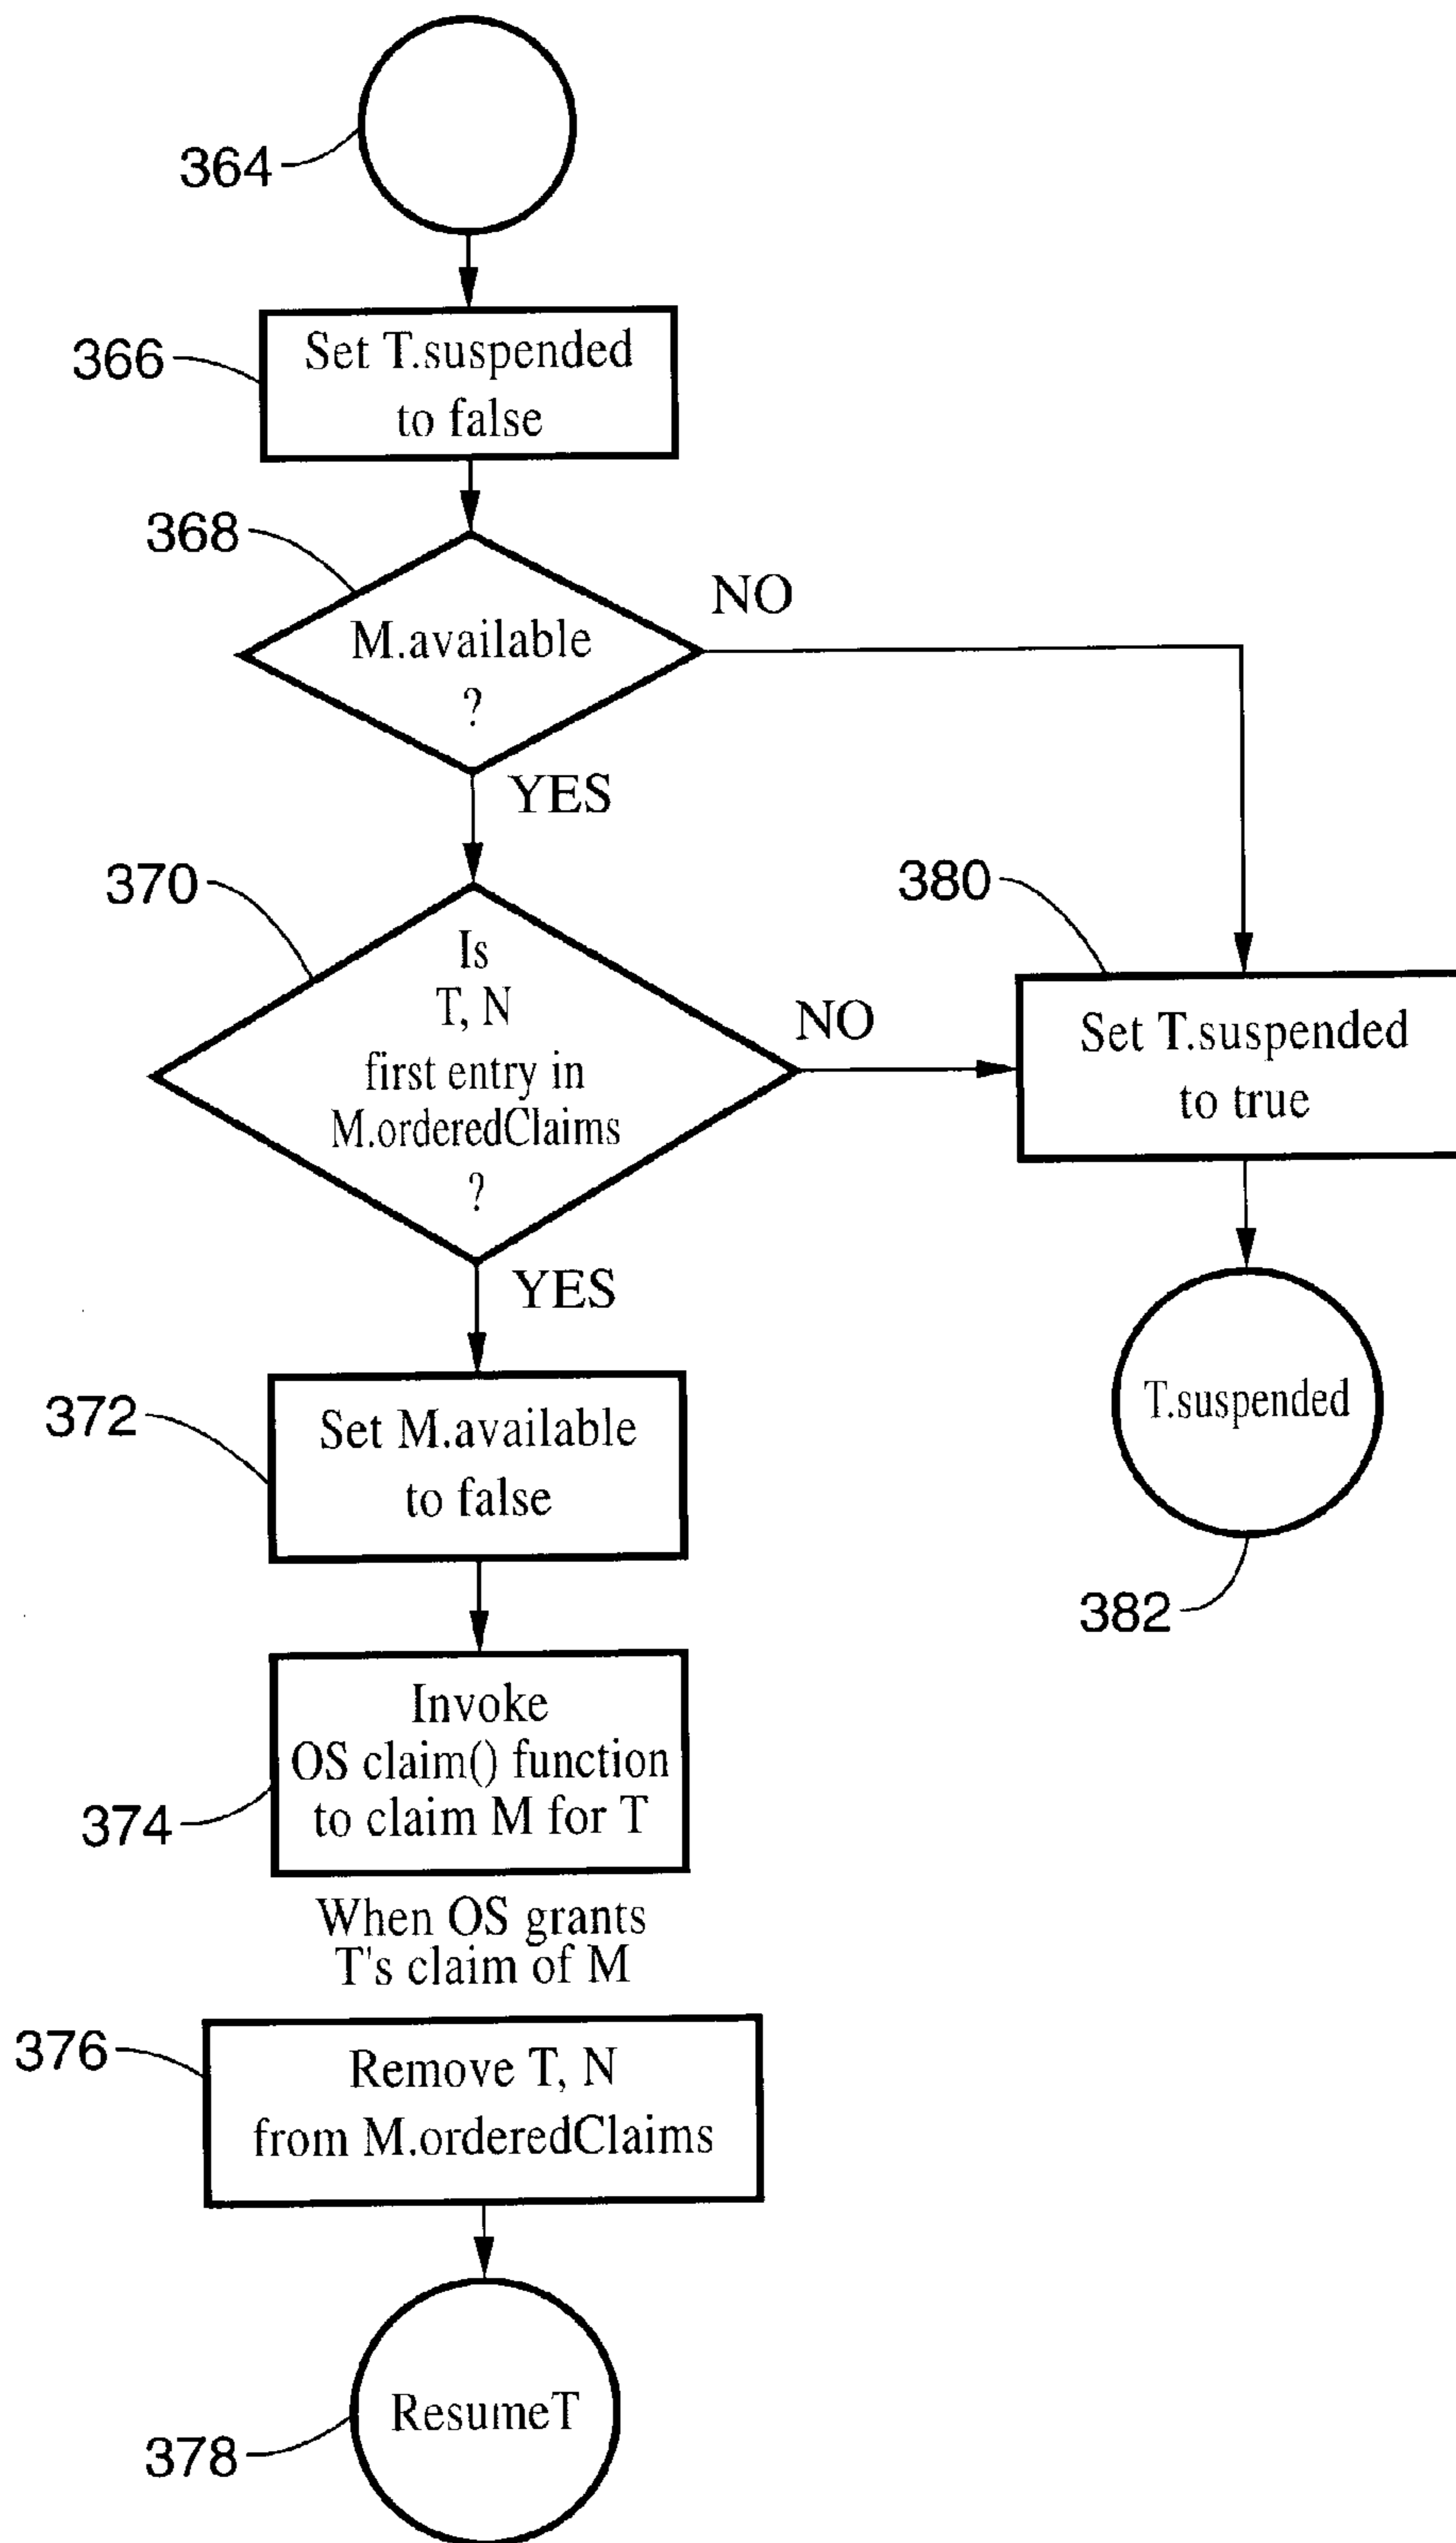 364
366
Set T.suspended
to false
368
M.available
?
NO
YES
370
Is
T, N
first entry in
M.orderedClaims
?
NO
YES
380
Set T.suspended
to true
T.suspended
382
372
Set M.available
to false
374
Invoke
OS claim() function
to claim M for T
When OS grants
T's claim of M
376
Remove T, N
from M.orderedClaims
378
ResumeT